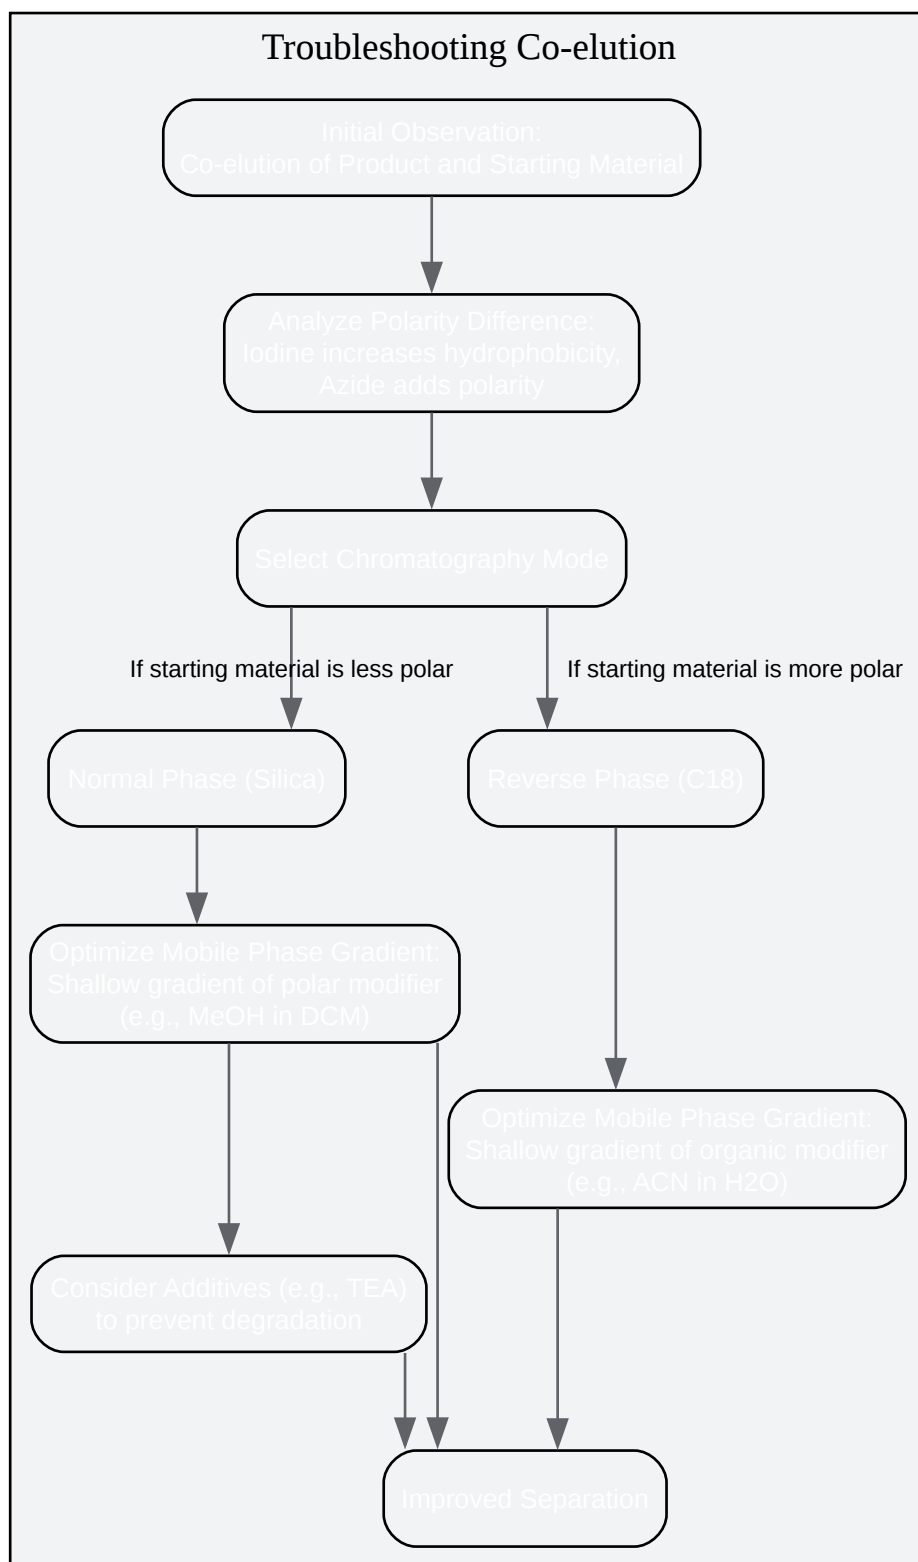 Troubleshooting Co-elution
Initial Observation:
Co-elution of Product and Starting Material
Analyze Polarity Difference:
Iodine increases hydrophobicity,
Azide adds polarity
Select Chromatography Mode
If starting material is less polar
If starting material is more polar
Normal Phase (Silica)
Reverse Phase (C18)
Optimize Mobile Phase Gradient:
Shallow gradient of polar modifier
(e.g., MeOH in DCM)
Optimize Mobile Phase Gradient:
Shallow gradient of organic modifier
(e.g., ACN in H2O)
Consider Additives (e.g., TEA)
to prevent degradation
Improved Separation